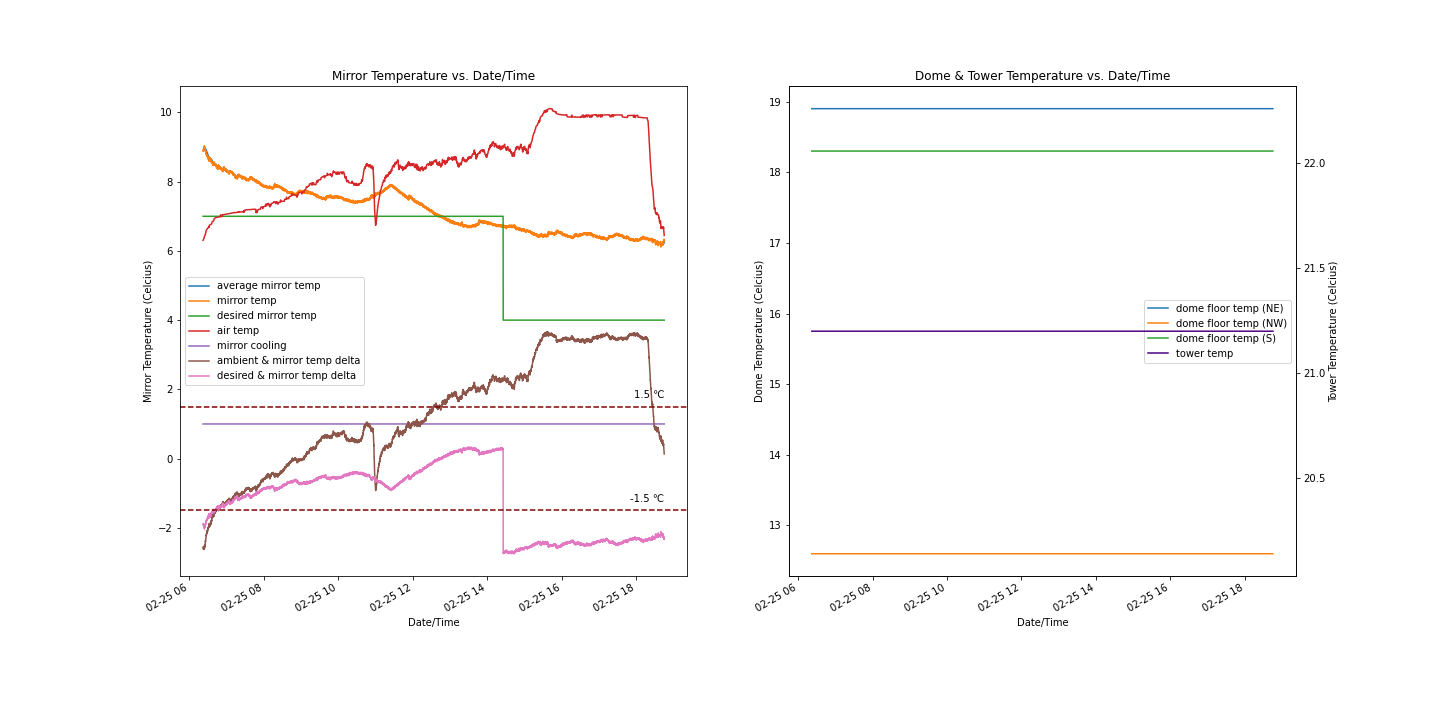 Mirror Temperature vs. Date/Time
Mirror Temperature (Celcius)
10
8
6
4
2
0
−2
average mirror temp
mirror temp
desired mirror temp
air temp
mirror cooling
ambient & mirror temp delta
desired & mirror temp delta
1.5 °C
-1.5 °C
02-25 06
02-25 08
02-25 10
02-25 12
02-25 14
02-25 16
02-25 18
Date/Time
Dome & Tower Temperature vs. Date/Time
Dome Temperature (Celcius)
19
18
17
16
15
14
13
dome floor temp (NE)
dome floor temp (NW)
dome floor temp (S)
tower temp
22.0
21.5
21.0
20.5
Tower Temperature (Celcius)
02-25 06
02-25 08
02-25 10
02-25 12
02-25 14
02-25 16
02-25 18
Date/Time